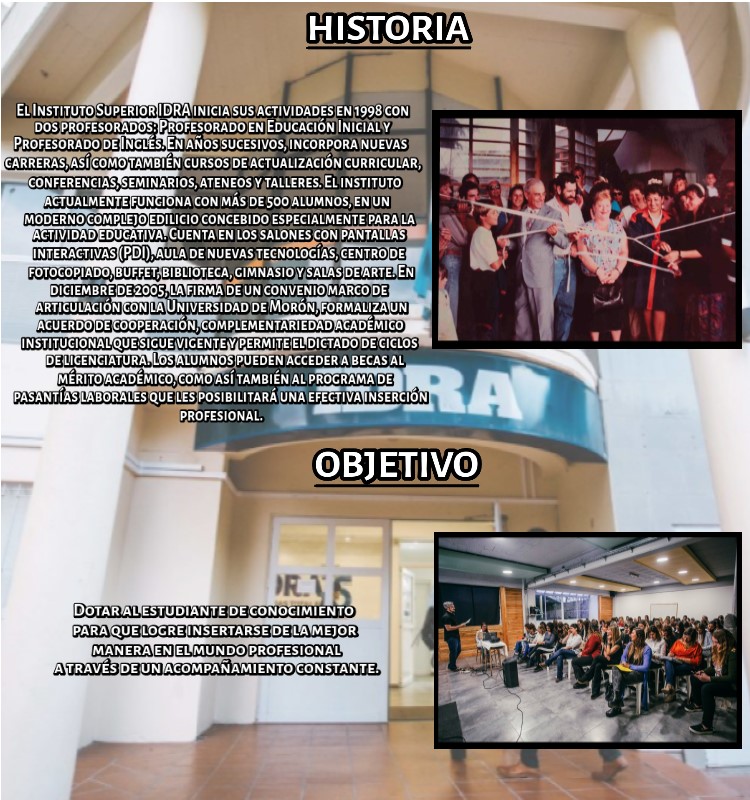 HISTORIA
El Instituto Superior IDRA inicia sus actividades en 1998 con
dos profesorados: Profesorado en Educación Inicial y
Profesorado de Inglés. En años sucesivos, incorpora nuevas
carreras, así como también cursos de actualización curricular,
conferencias, seminarios, ateneos y talleres. El instituto
actualmente funciona con más de 500 alumnos, en un
moderno complejo edilicio concebido especialmente para la
actividad educativa. Cuenta en los salones con pantallas
interactivas (PDI), aula de nuevas tecnologías, centro de
fotocopiado, buffet, biblioteca, gimnasio y salas de arte. En
diciembre de 2005, la firma de un convenio marco de
articulación con la Universidad de Morón, formaliza un
acuerdo de cooperación, complementariedad académico
institucional que sigue vigente y permite el dictado de ciclos
de licenciatura. Los alumnos pueden acceder a becas al
mérito académico, como así también al programa de
pasantías laborales que les posibilitará una efectiva inserción
profesional.
IDRA
OBJETIVO
Dotar al estudiante de conocimiento
para que logre insertarse de la mejor
manera en el mundo profesional
a través de un acompañamiento constante.